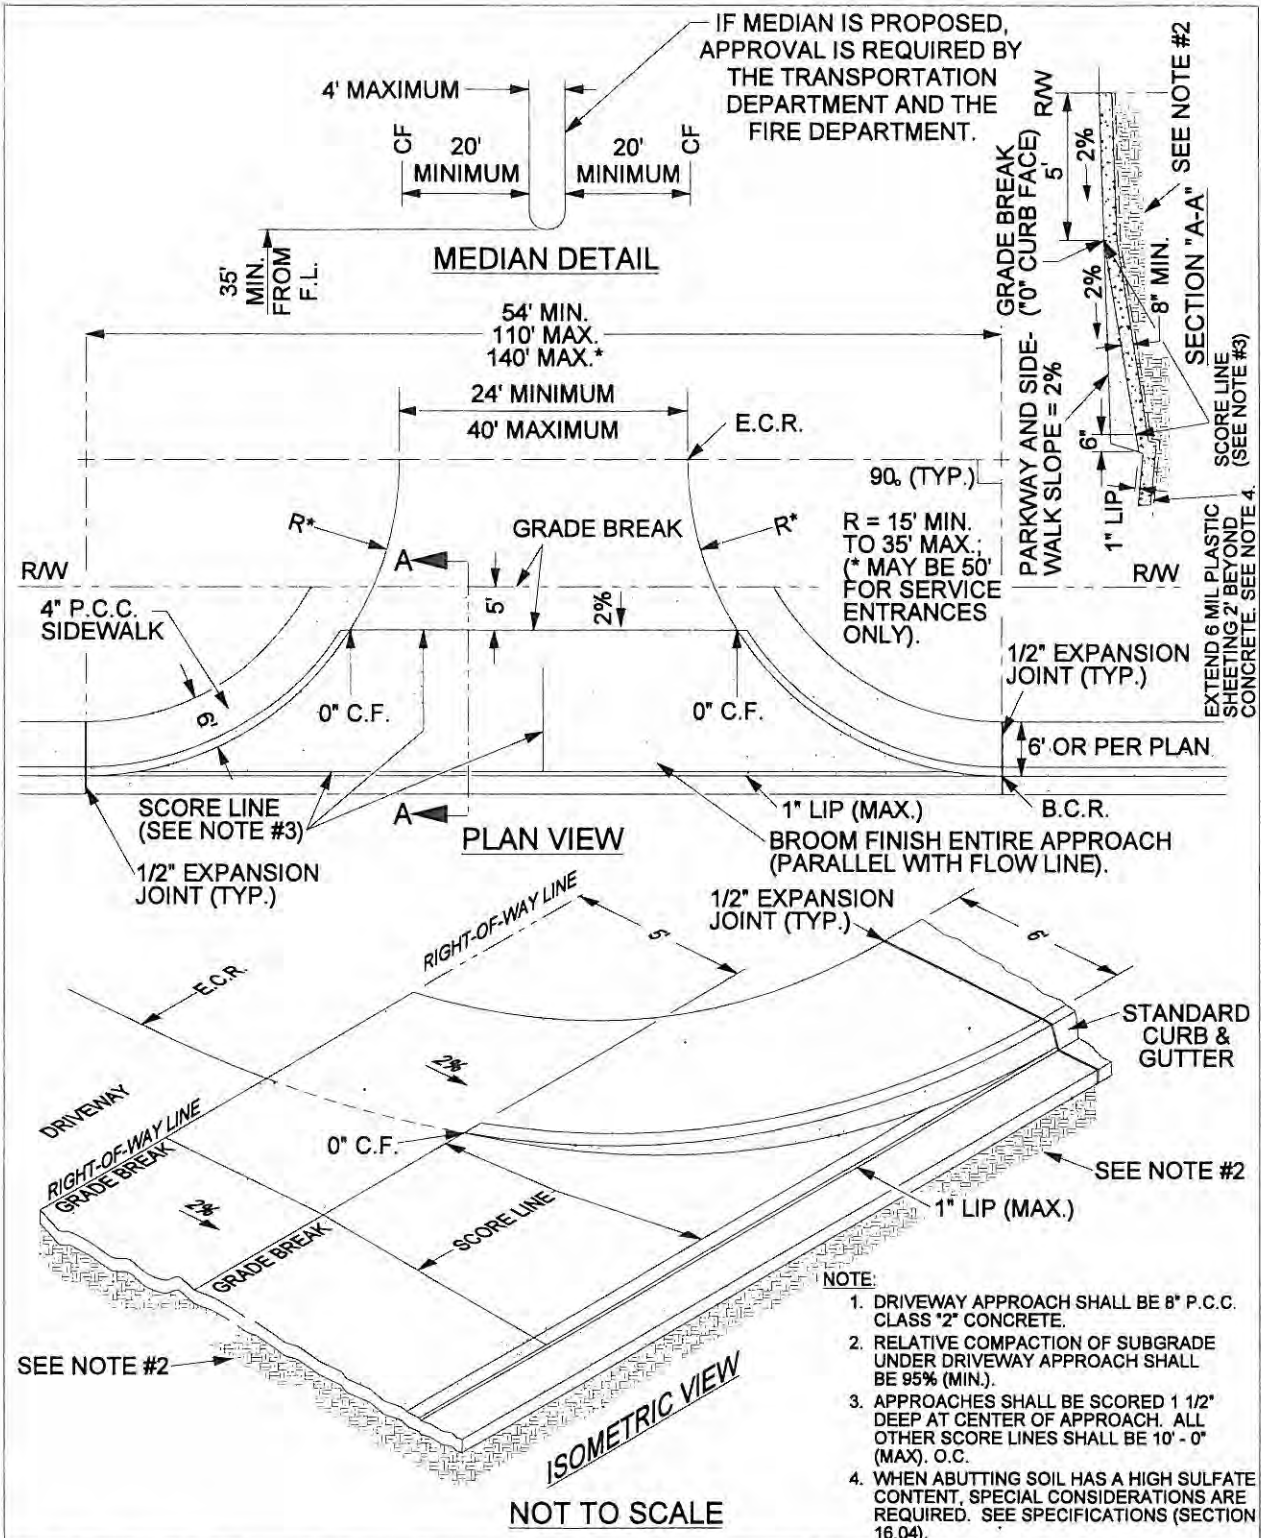 IF MEDIAN IS PROPOSED,
APPROVAL IS REQUIRED BY
THE TRANSPORTATION
DEPARTMENT AND THE
FIRE DEPARTMENT.
4' MAXIMUM
CF
20'
MINIMUM
20'
MINIMUM
CF
35'
MIN.
FROM
F.L.
MEDIAN DETAIL
R/W
5'
2%
SEE NOTE #2
GRADE BREAK
("0" CURB FACE)
2%
8" MIN.
SECTION "A-A"
PARKWAY AND SIDE-
WALK SLOPE = 2%
6"
1" LIP
SCORE LINE
(SEE NOTE #3)
EXTEND 6 MIL PLASTIC
SHEETING 2' BEYOND
CONCRETE. SEE NOTE 4.
54' MIN.
110' MAX.
140' MAX.*
24' MINIMUM
40' MAXIMUM
E.C.R.
90° (TYP.)
R*
GRADE BREAK
R*
R = 15' MIN.
TO 35' MAX.;
(* MAY BE 50'
FOR SERVICE
ENTRANCES
ONLY).
R/W
A
R/W
4" P.C.C.
SIDEWALK
5'
2%
6'
0" C.F.
0" C.F.
1/2" EXPANSION
JOINT (TYP.)
6' OR PER PLAN
SCORE LINE
(SEE NOTE #3)
A
PLAN VIEW
1" LIP (MAX.)
B.C.R.
1/2" EXPANSION
JOINT (TYP.)
BROOM FINISH ENTIRE APPROACH
(PARALLEL WITH FLOW LINE).
RIGHT-OF-WAY LINE
1/2" EXPANSION
JOINT (TYP.)
5'
6'
E.C.R.
STANDARD
CURB &
GUTTER
2%
DRIVEWAY
RIGHT-OF-WAY LINE
GRADE BREAK
0" C.F.
2%
GRADE BREAK
SCORE LINE
SEE NOTE #2
1" LIP (MAX.)
SEE NOTE #2
ISOMETRIC VIEW
NOT TO SCALE
NOTE:
1. DRIVEWAY APPROACH SHALL BE 8" P.C.C.
CLASS "2" CONCRETE.
2. RELATIVE COMPACTION OF SUBGRADE
UNDER DRIVEWAY APPROACH SHALL
BE 95% (MIN.).
3. APPROACHES SHALL BE SCORED 1 1/2"
DEEP AT CENTER OF APPROACH. ALL
OTHER SCORE LINES SHALL BE 10' - 0"
(MAX). O.C.
4. WHEN ABUTTING SOIL HAS A HIGH SULFATE
CONTENT, SPECIAL CONSIDERATIONS ARE
REQUIRED. SEE SPECIFICATIONS (SECTION
16.04).